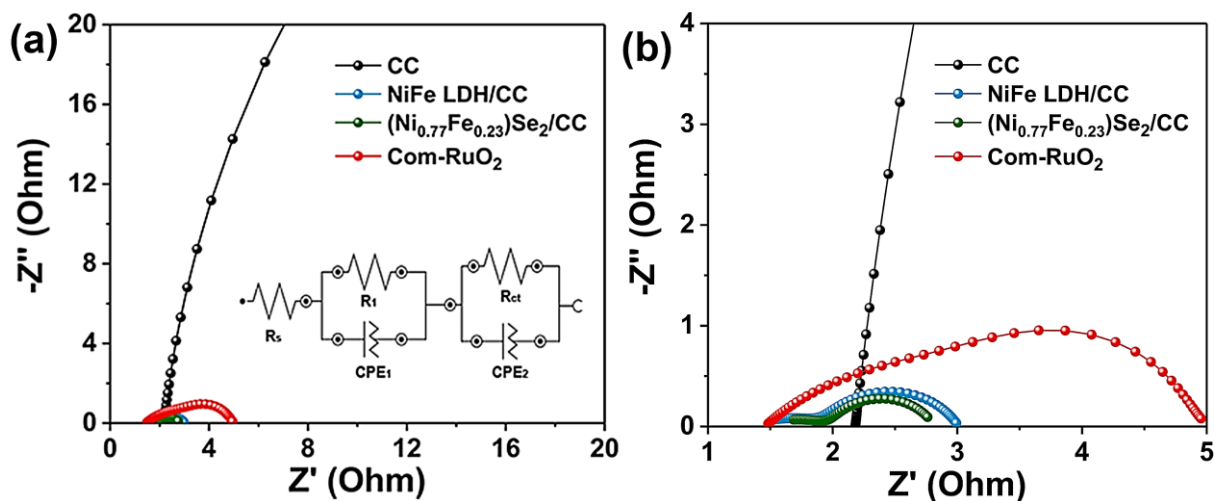 (a)
20
16
12
8
4
0
-Z'' (Ohm)
CC
NiFe LDH/CC
(Ni0.77Fe0.23)Se2/CC
Com-RuO2
Rs
R1
CPE1
Rct
CPE2
0 4 8 12 16 20
Z' (Ohm)
(b)
4
3
2
1
0
-Z'' (Ohm)
CC
NiFe LDH/CC
(Ni0.77Fe0.23)Se2/CC
Com-RuO2
1 2 3 4 5
Z' (Ohm)